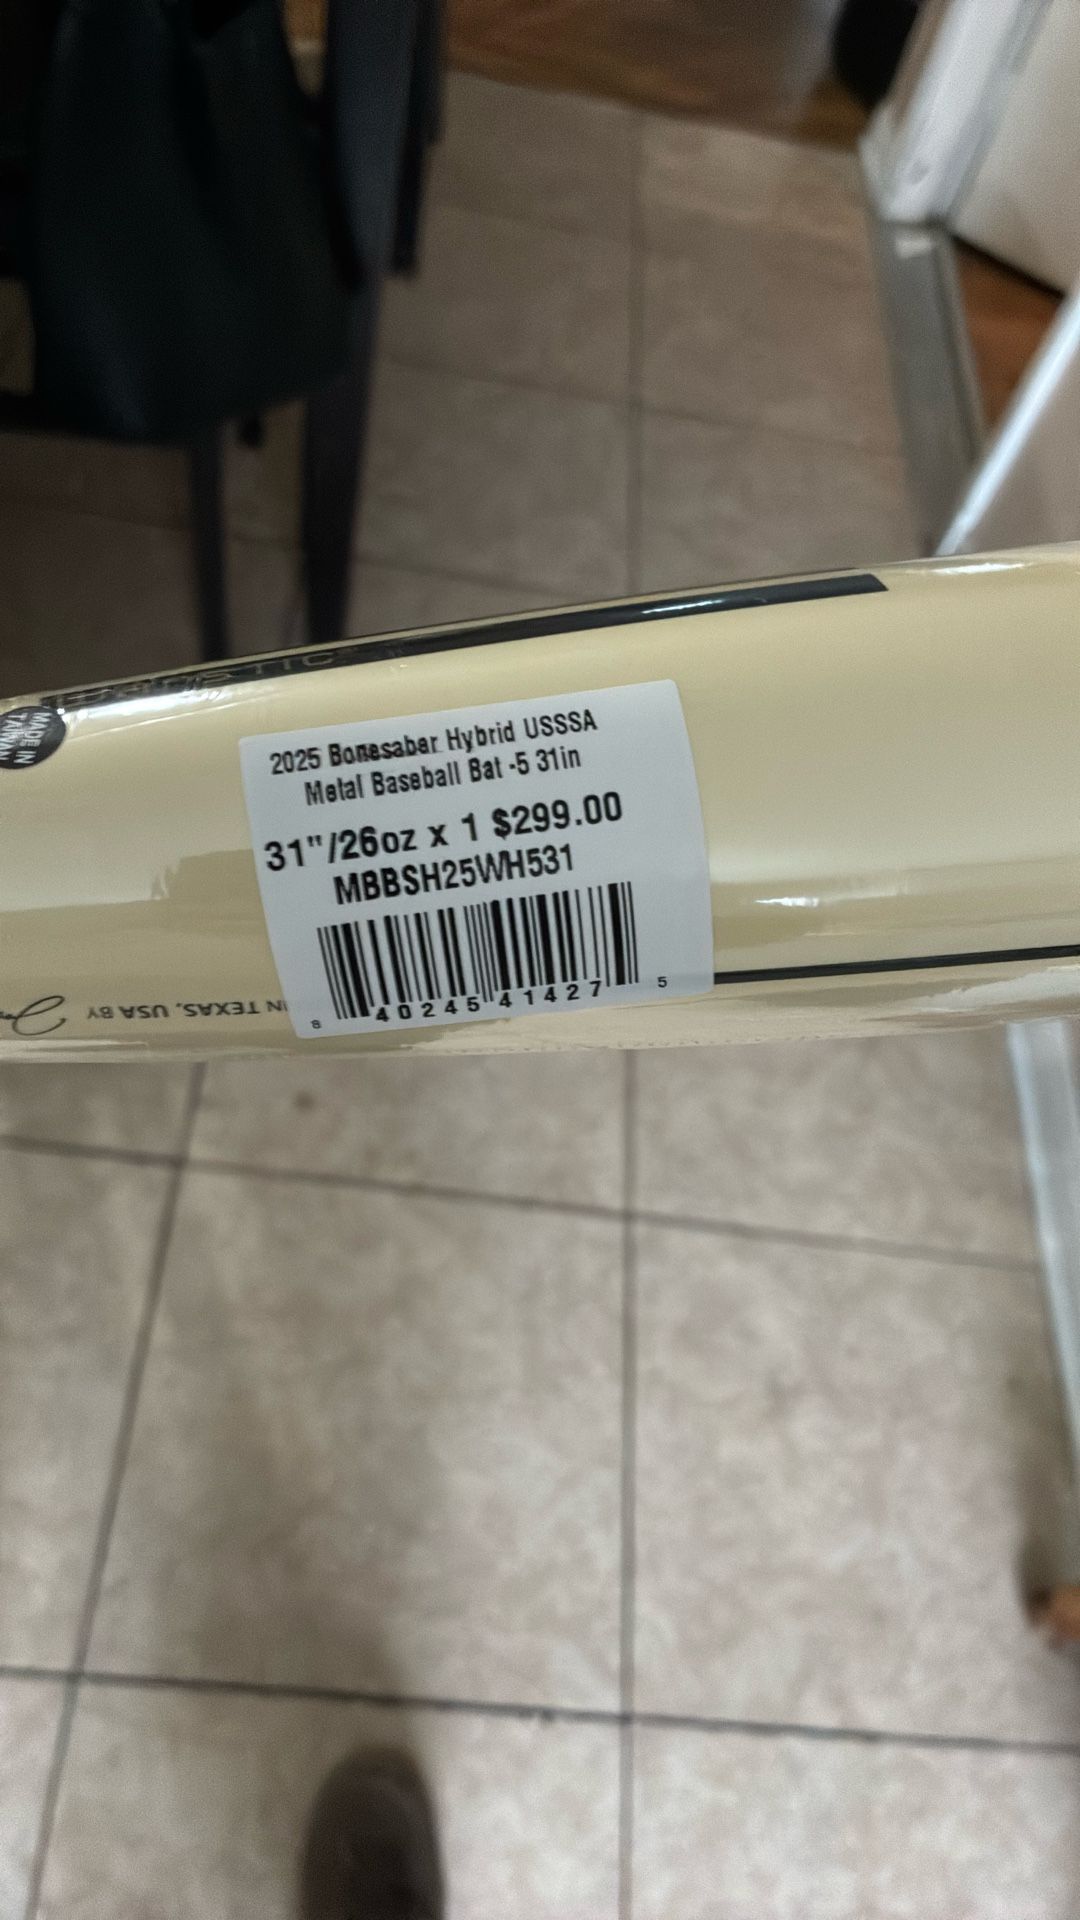 MADE IN
TAIWAN
2025 Bonesaber Hybrid USSSA
Metal Baseball Bat -5 31in
31"/26oz x 1 $299.00
MBBSH25WH531
8 40245 41427 5
IN TEXAS, USA BY